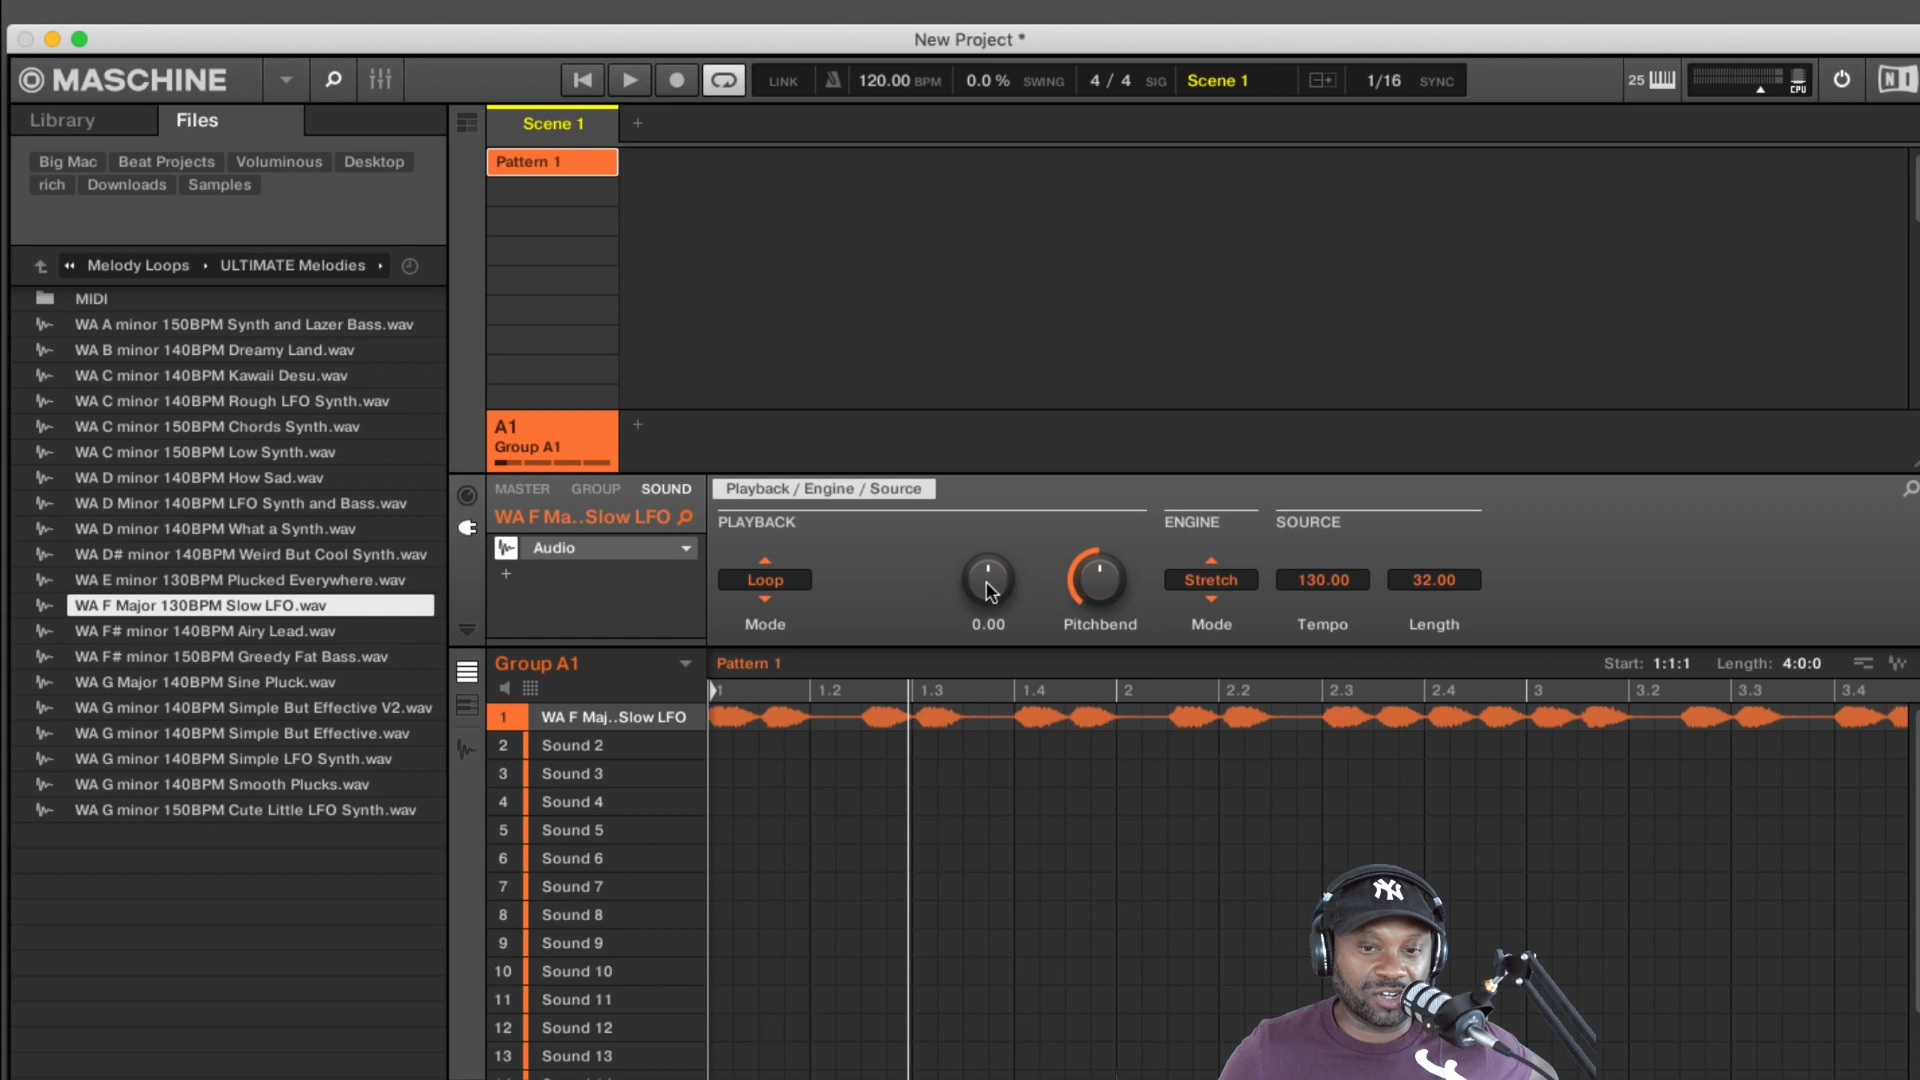 New Project *
MASCHINE
LINK 120.00 BPM 0.0 % SWING 4 / 4 SIG Scene 1 1/16 SYNC
25 CPU NI
Library Files
Scene 1 +
Big Mac Beat Projects Voluminous Desktop
rich Downloads Samples
Pattern 1
Melody Loops ULTIMATE Melodies
MIDI
WA A minor 150BPM Synth and Lazer Bass.wav
WA B minor 140BPM Dreamy Land.wav
WA C minor 140BPM Kawaii Desu.wav
WA C minor 140BPM Rough LFO Synth.wav
WA C minor 150BPM Chords Synth.wav
WA C minor 150BPM Low Synth.wav
WA D minor 140BPM How Sad.wav
WA D Minor 140BPM LFO Synth and Bass.wav
WA D minor 140BPM What a Synth.wav
WA D# minor 140BPM Weird But Cool Synth.wav
WA E minor 130BPM Plucked Everywhere.wav
WA F Major 130BPM Slow LFO.wav
WA F# minor 140BPM Airy Lead.wav
WA F# minor 150BPM Greedy Fat Bass.wav
WA G Major 140BPM Sine Pluck.wav
WA G minor 140BPM Simple But Effective V2.wav
WA G minor 140BPM Simple But Effective.wav
WA G minor 140BPM Simple LFO Synth.wav
WA G minor 140BPM Smooth Plucks.wav
WA G minor 150BPM Cute Little LFO Synth.wav
A1 +
Group A1
MASTER GROUP SOUND
WA F Ma..Slow LFO
Audio
+
Playback / Engine / Source
PLAYBACK ENGINE SOURCE
Loop Stretch 130.00 32.00
Mode 0.00 Pitchbend Mode Tempo Length
Group A1
Pattern 1 Start: 1:1:1 Length: 4:0:0
1 1.2 1.3 1.4 2 2.2 2.3 2.4 3 3.2 3.3 3.4
1 WA F Maj..Slow LFO
2 Sound 2
3 Sound 3
4 Sound 4
5 Sound 5
6 Sound 6
7 Sound 7
8 Sound 8
9 Sound 9
10 Sound 10
11 Sound 11
12 Sound 12
13 Sound 13
NY